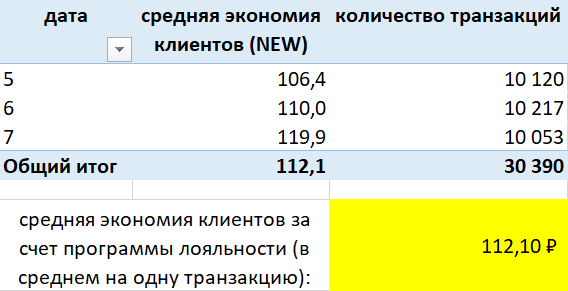 дата средняя экономия клиентов (NEW) количество транзакций
5 106,4 10 120
6 110,0 10 217
7 119,9 10 053
Общий итог 112,1 30 390
средняя экономия клиентов за
счет программы лояльности (в
среднем на одну транзакцию):
112,10 ₽